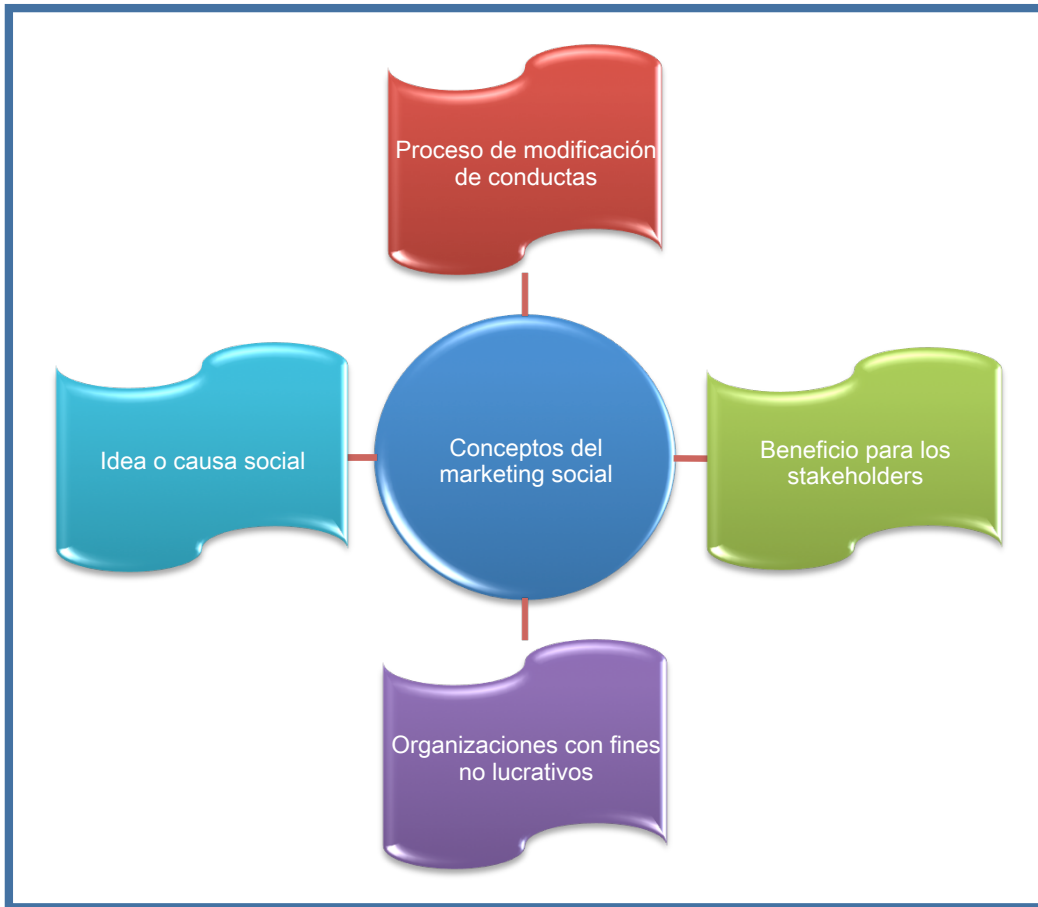 Proceso de modificación
de conductas
Idea o causa social
Conceptos del
marketing social
Beneficio para los
stakeholders
Organizaciones con fines
no lucrativos